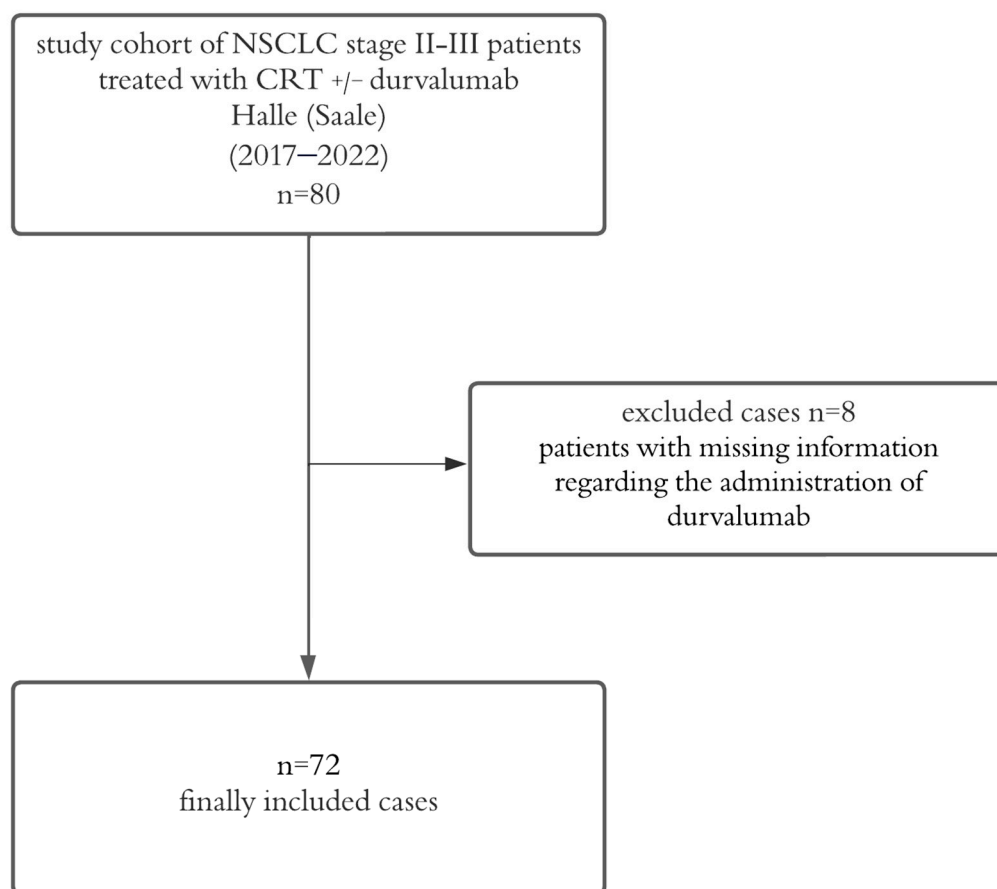 study cohort of NSCLC stage II-III patients
treated with CRT +/- durvalumab
Halle (Saale)
(2017–2022)
n=80
excluded cases n=8
patients with missing information
regarding the administration of
durvalumab
n=72
finally included cases